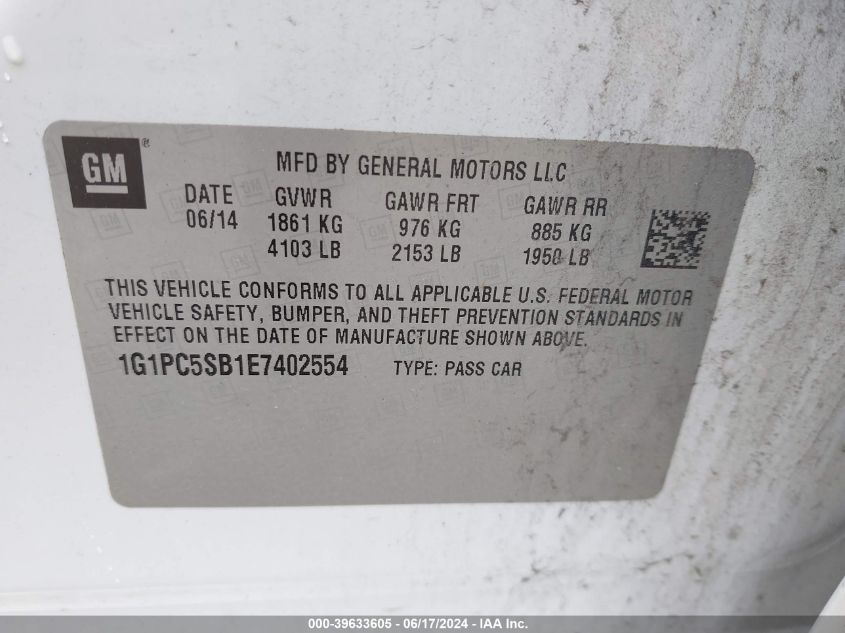 GM ®
MFD BY GENERAL MOTORS LLC
DATE GVWR GAWR FRT GAWR RR
06/14 1861 KG 976 KG 885 KG
4103 LB 2153 LB 1950 LB
THIS VEHICLE CONFORMS TO ALL APPLICABLE U.S. FEDERAL MOTOR
VEHICLE SAFETY, BUMPER, AND THEFT PREVENTION STANDARDS IN
EFFECT ON THE DATE OF MANUFACTURE SHOWN ABOVE.
1G1PC5SB1E7402554 TYPE: PASS CAR
000-39633605 - 06/17/2024 - IAA Inc.